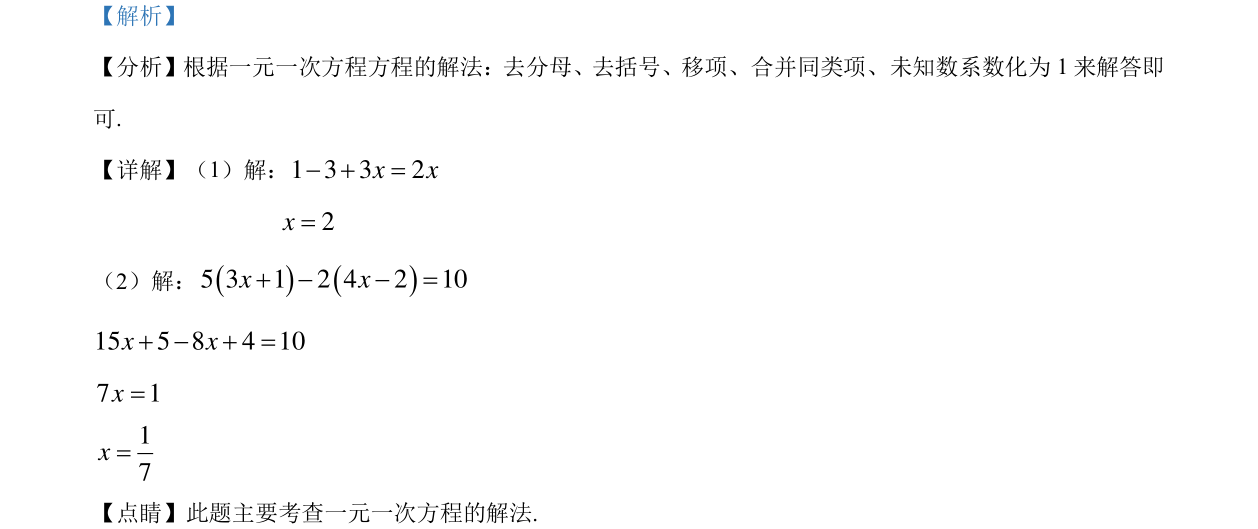 【解析】
【分析】根据一元一次方程方程的解法：去分母、去括号、移项、合并同类项、未知数系数化为 1 来解答即
可.
【详解】（1）解：1−3+3x=2x
x=2
（2）解：5(3x+1)−2(4x−2)=10
15x+5−8x+4=10
7x=1
x=1/7
【点睛】此题主要考查一元一次方程的解法.